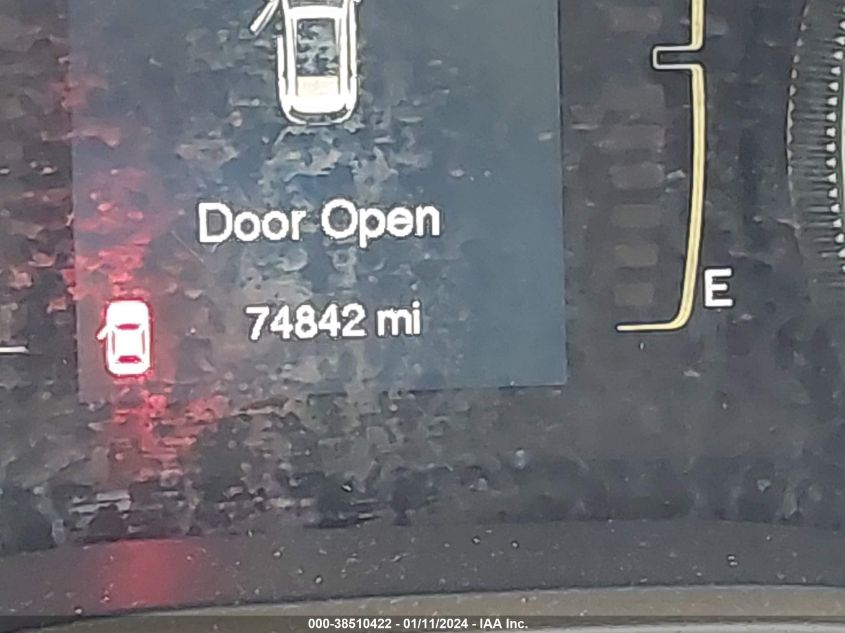 Door Open
E
74842 mi
000-38510422 - 01/11/2024 - IAA Inc.